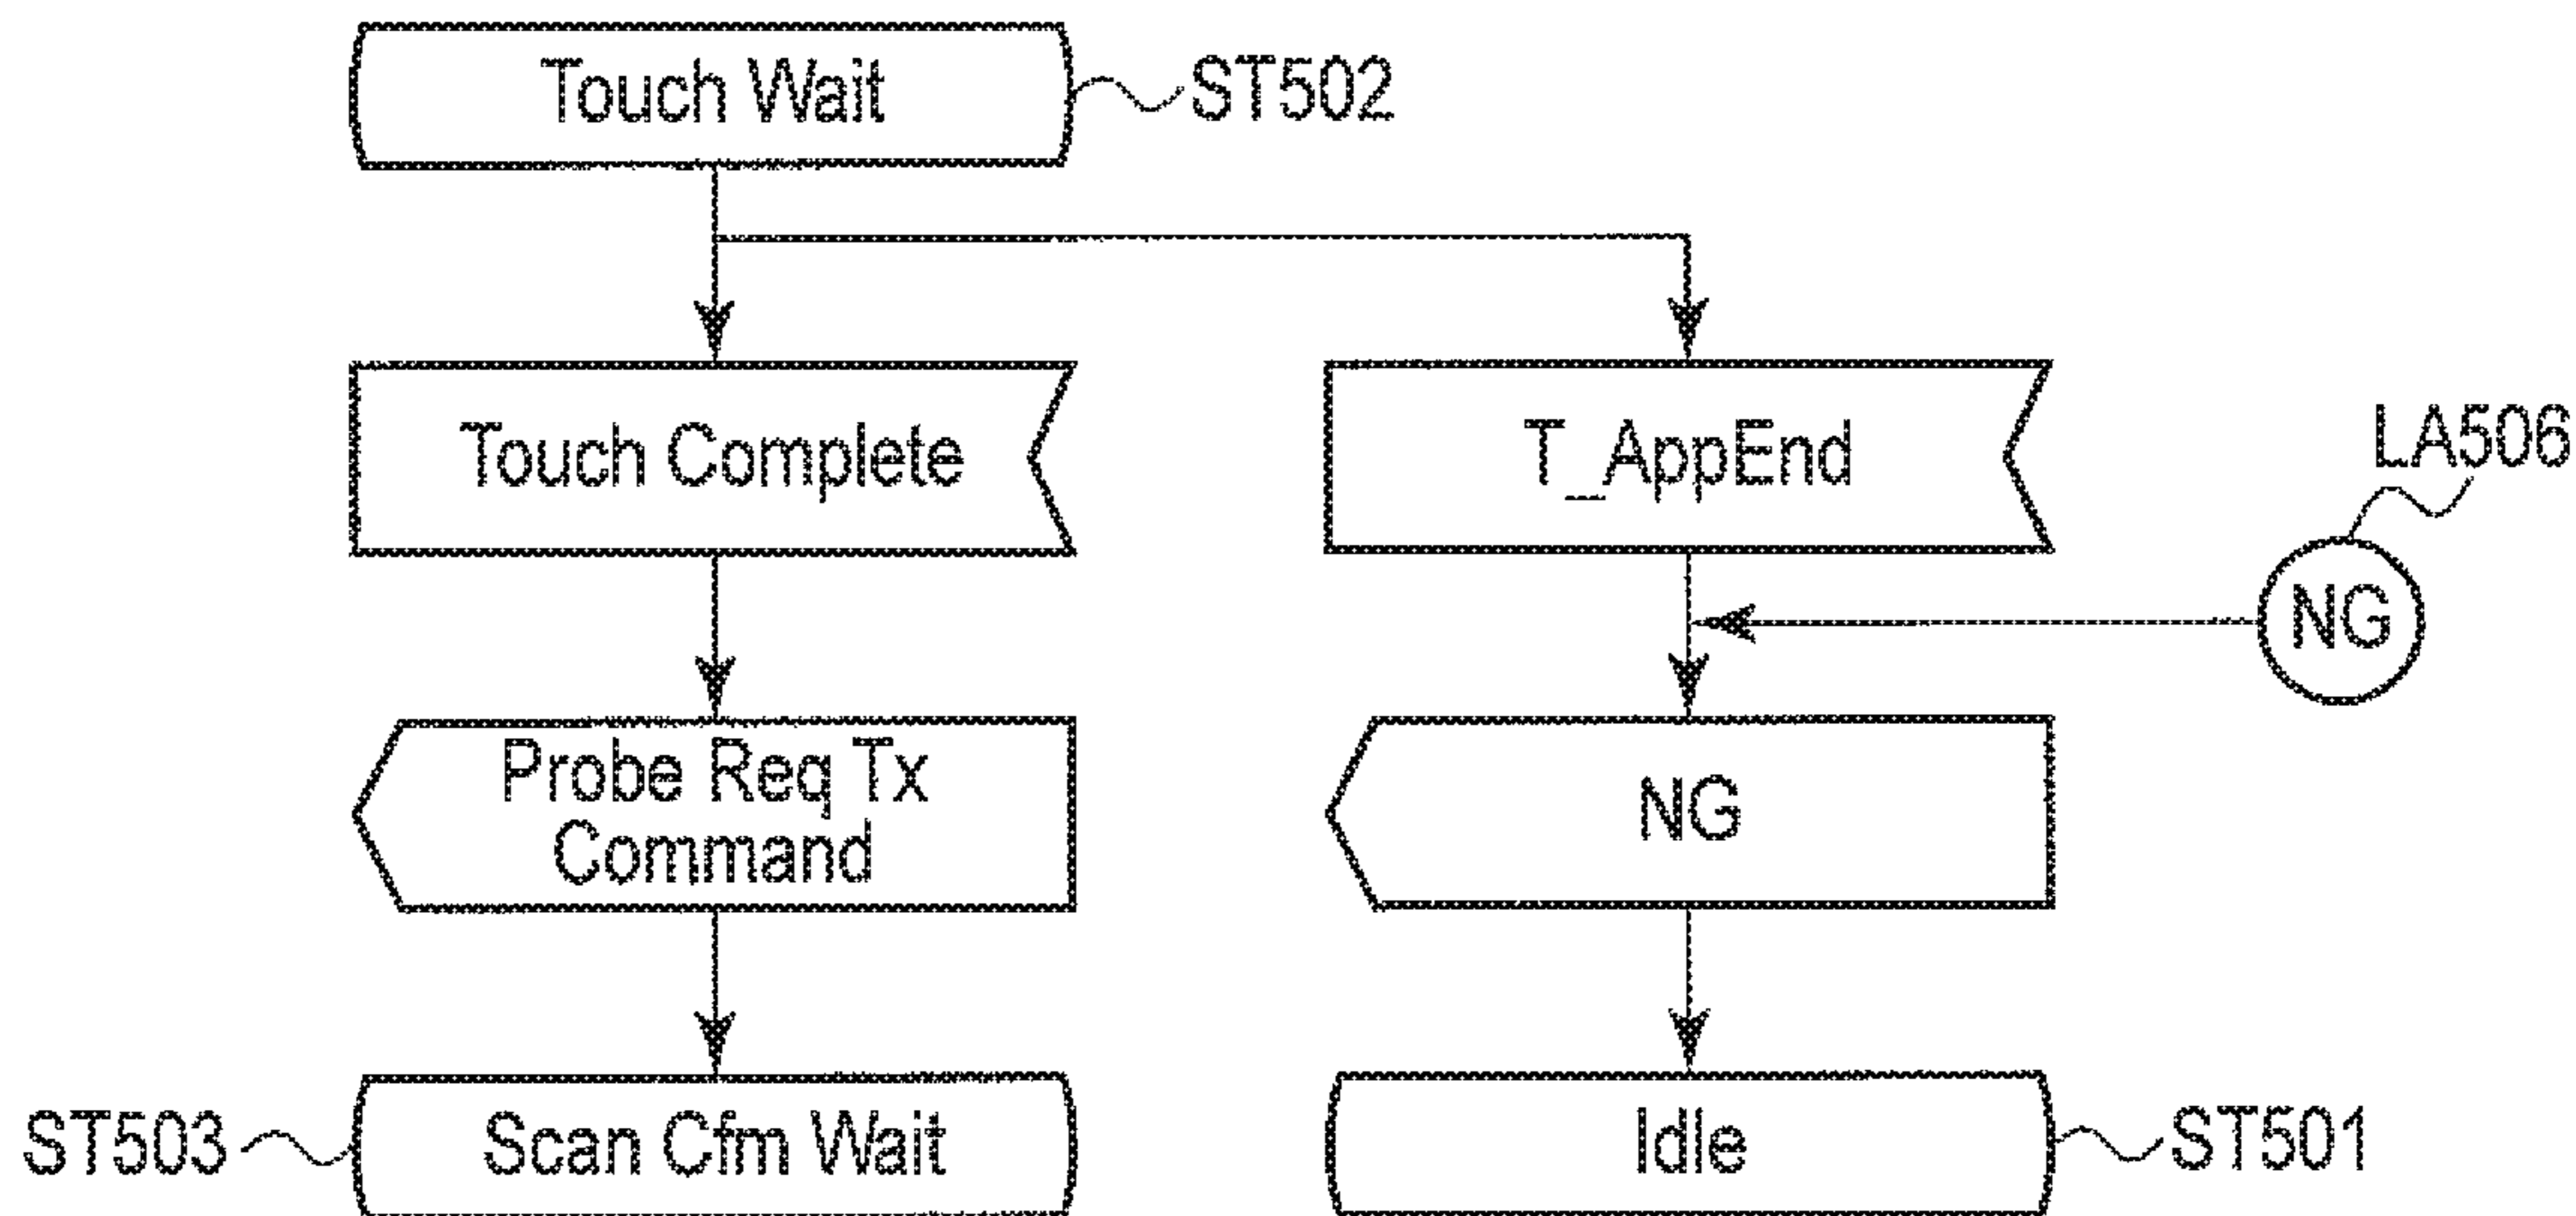 Touch Wait
ST502
Touch Complete
T_AppEnd
LA506
NG
Probe Req Tx
Command
NG
ST503
Scan Cfm Wait
Idle
ST501